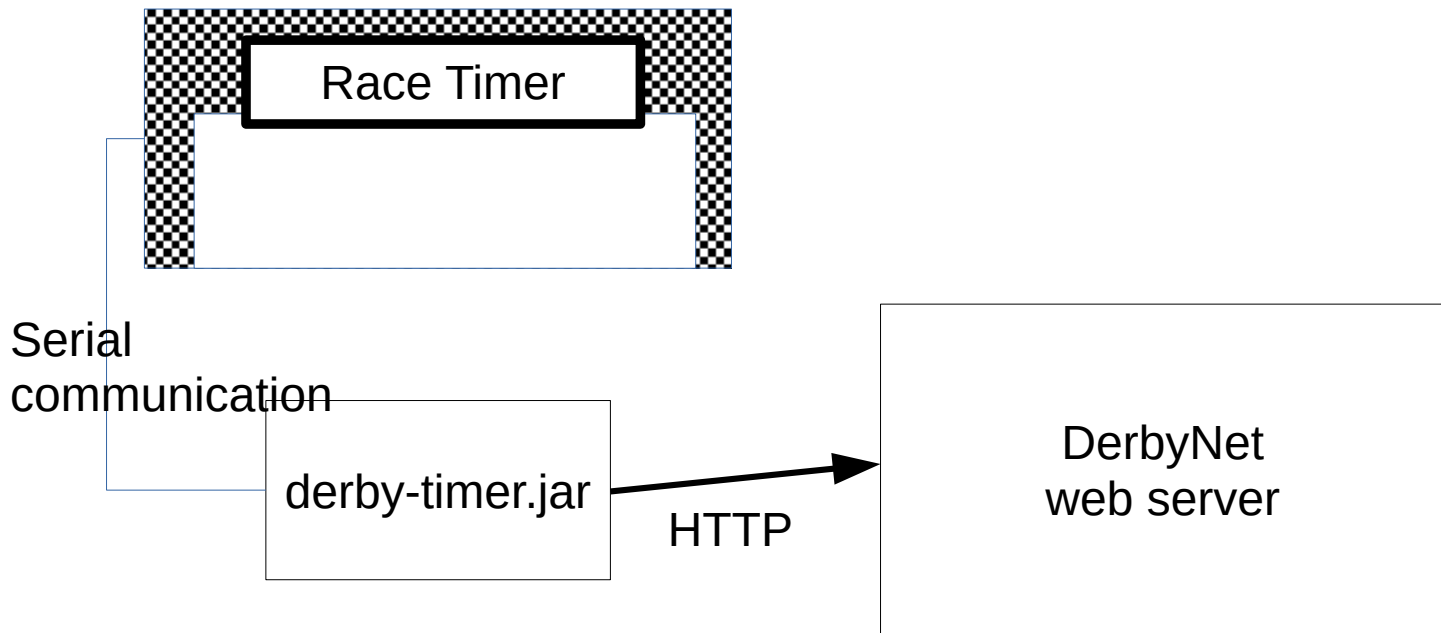 Race Timer
Serial
communication
derby-timer.jar
HTTP
DerbyNet
web server